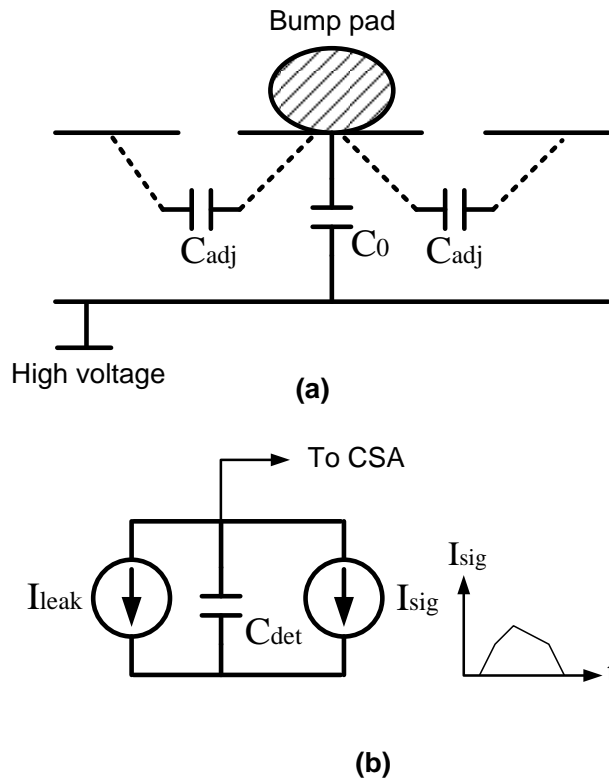 Bump pad
Cadj
C0
Cadj
High voltage
(a)
To CSA
Ileak
Cdet
Isig
Isig
(b)